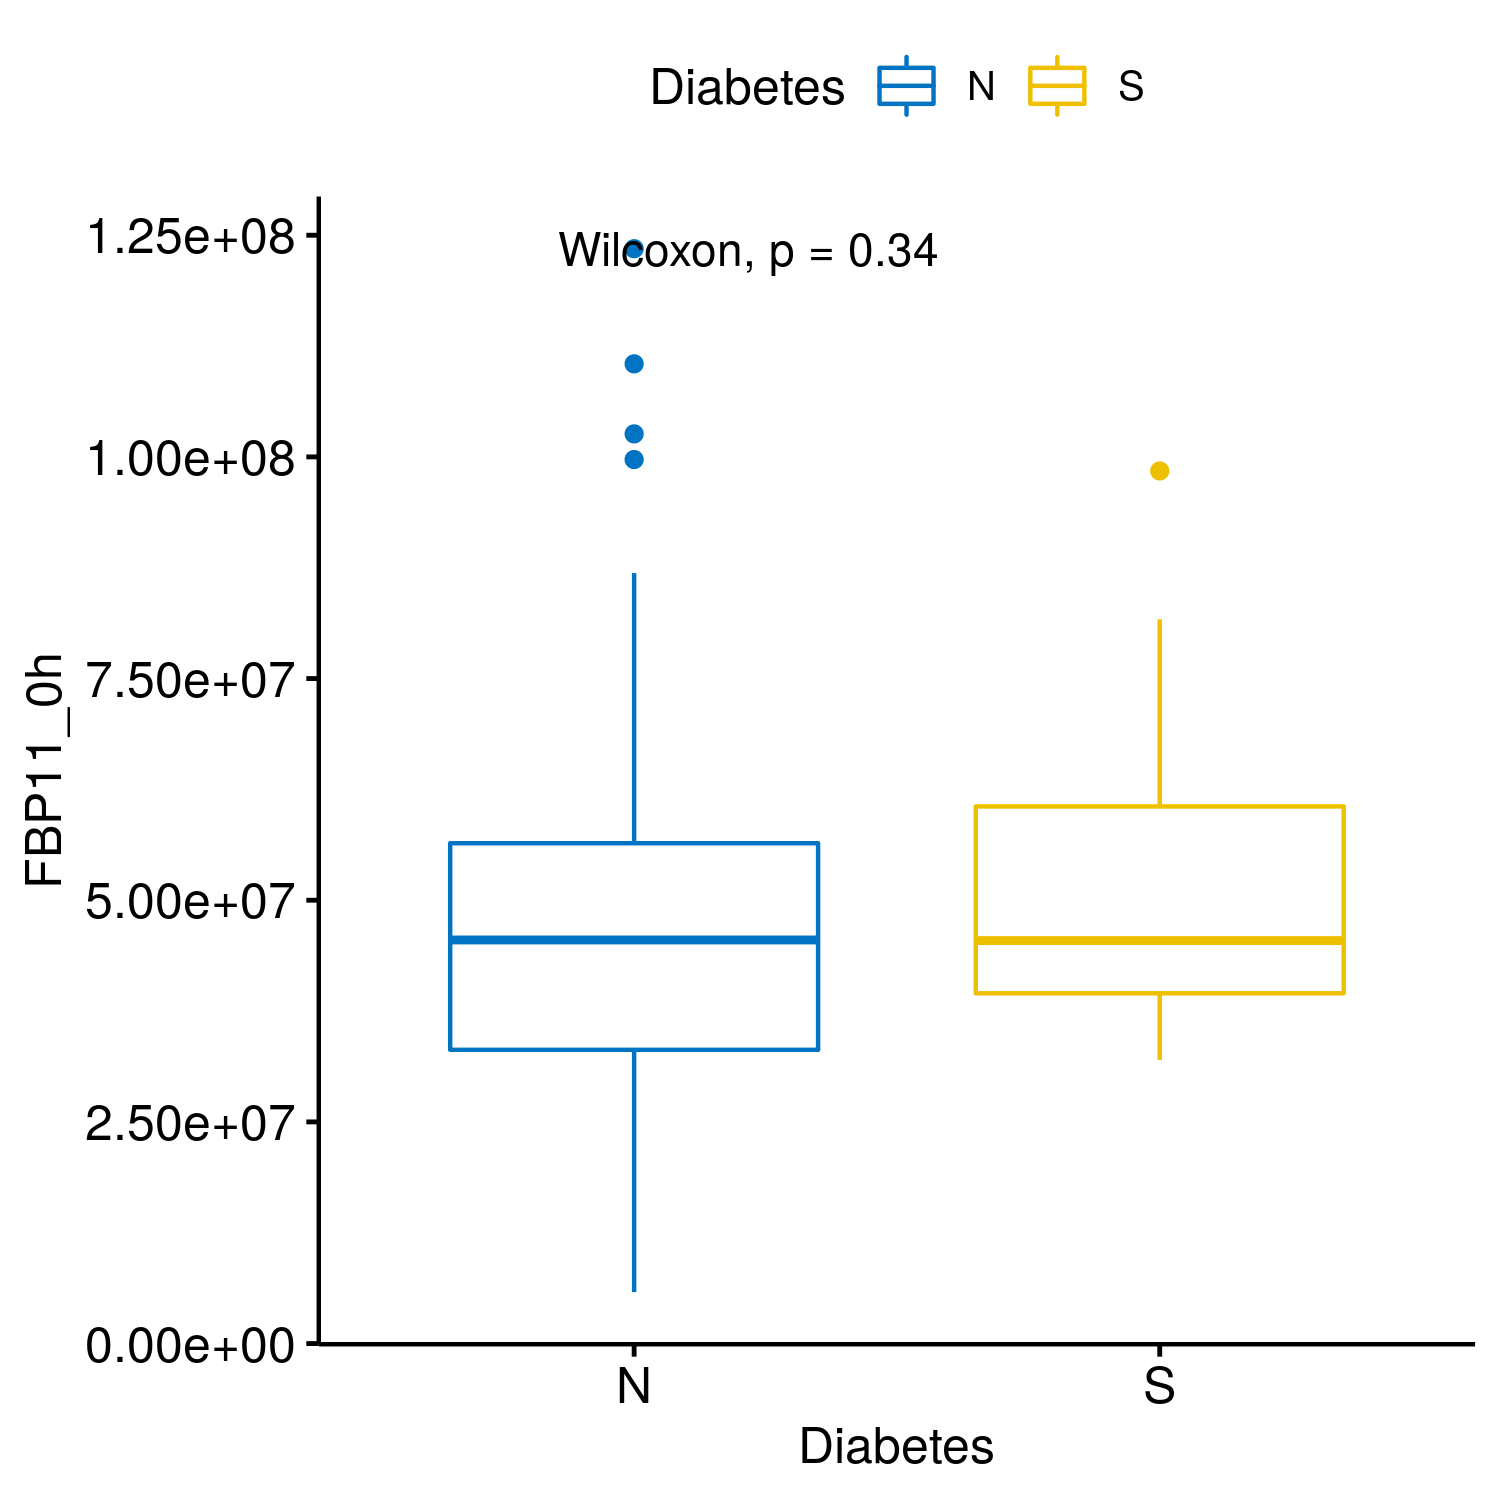 Diabetes N S
1.25e+08
Wilcoxon, p = 0.34
1.00e+08
7.50e+07
5.00e+07
2.50e+07
0.00e+00
FBP11_0h
N S
Diabetes